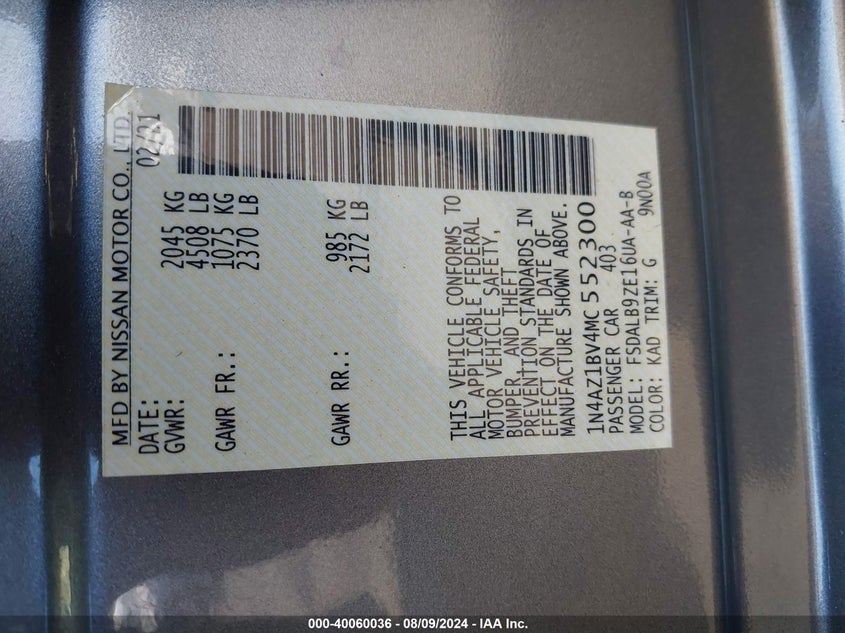 MFD BY NISSAN MOTOR CO., LTD.
DATE: 02/21
GVWR: 2045 KG
4508 LB
GAWR FR.: 1075 KG
2370 LB
GAWR RR.: 985 KG
2172 LB
THIS VEHICLE CONFORMS TO
ALL APPLICABLE FEDERAL
MOTOR VEHICLE SAFETY,
BUMPER, AND THEFT
PREVENTION STANDARDS IN
EFFECT ON THE DATE OF
MANUFACTURE SHOWN ABOVE.
1N4AZ1BV4MC552300
PASSENGER CAR 403
MODEL: FSDALB9ZE16UA-AA-B
COLOR: KAD TRIM: G 9N00A
000-40060036 - 08/09/2024 - IAA Inc.